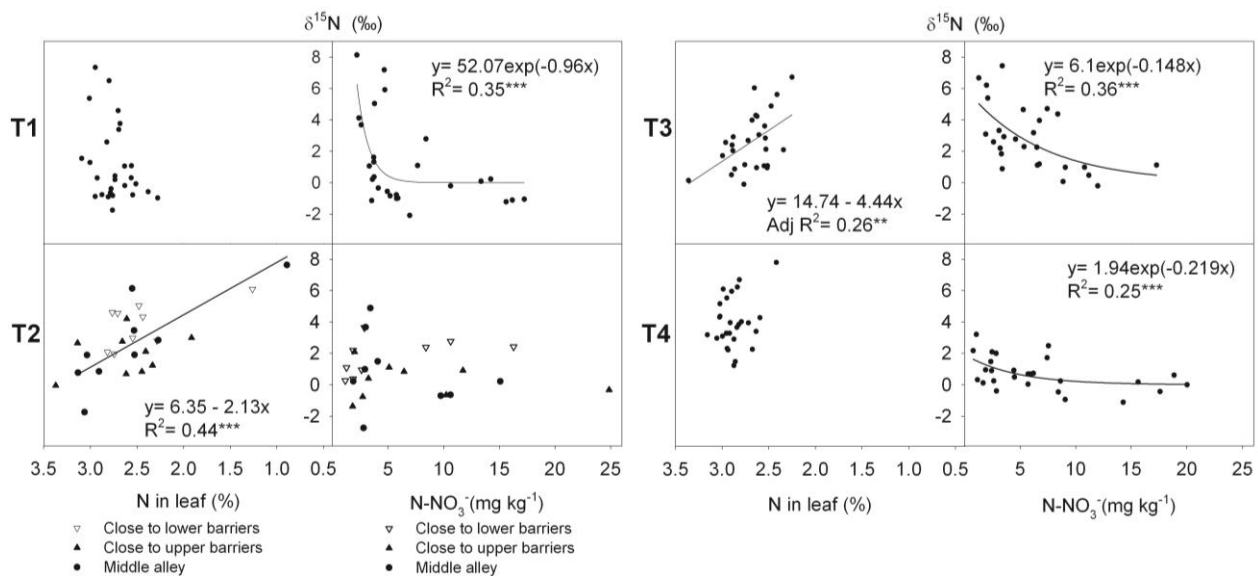 δ¹⁵N (‰)
8
6
4
2
0
-2
T1
y= 52.07exp(-0.96x)
R²= 0.35***
T2
y= 6.35 - 2.13x
R²= 0.44***
8
6
4
2
0
-2
3.5 3.0 2.5 2.0 1.5 1.0 0.5 5 10 15 20 25
N in leaf (%)
N-NO₃⁻(mg kg⁻¹)
▽ Close to lower barriers
▲ Close to upper barriers
● Middle alley
▽ Close to lower barriers
▲ Close to upper barriers
● Middle alley
δ¹⁵N (‰)
8
6
4
2
0
-2
T3
y= 14.74 - 4.44x
Adj R²= 0.26**
y= 6.1exp(-0.148x)
R²= 0.36***
T4
y= 1.94exp(-0.219x)
R²= 0.25***
8
6
4
2
0
-2
3.5 3.0 2.5 2.0 1.5 1.0 0.5 5 10 15 20 25
N in leaf (%)
N-NO₃⁻(mg kg⁻¹)